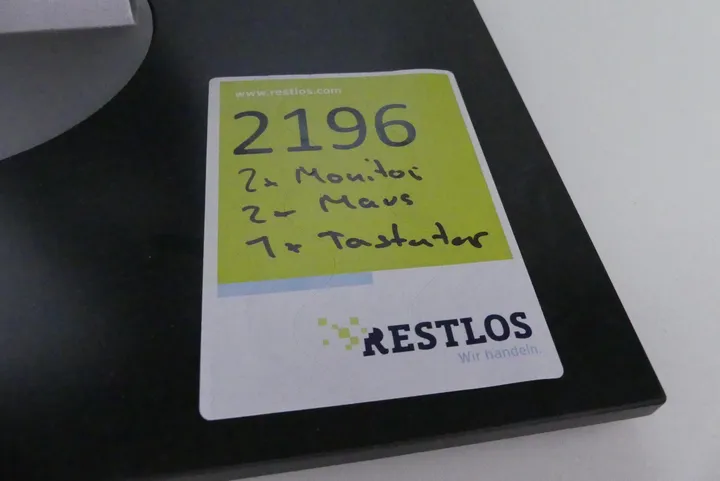 www.restlos.com
2196
2x Monitor
2x Maus
1x Tastatur
RESTLOS
Wir handeln.